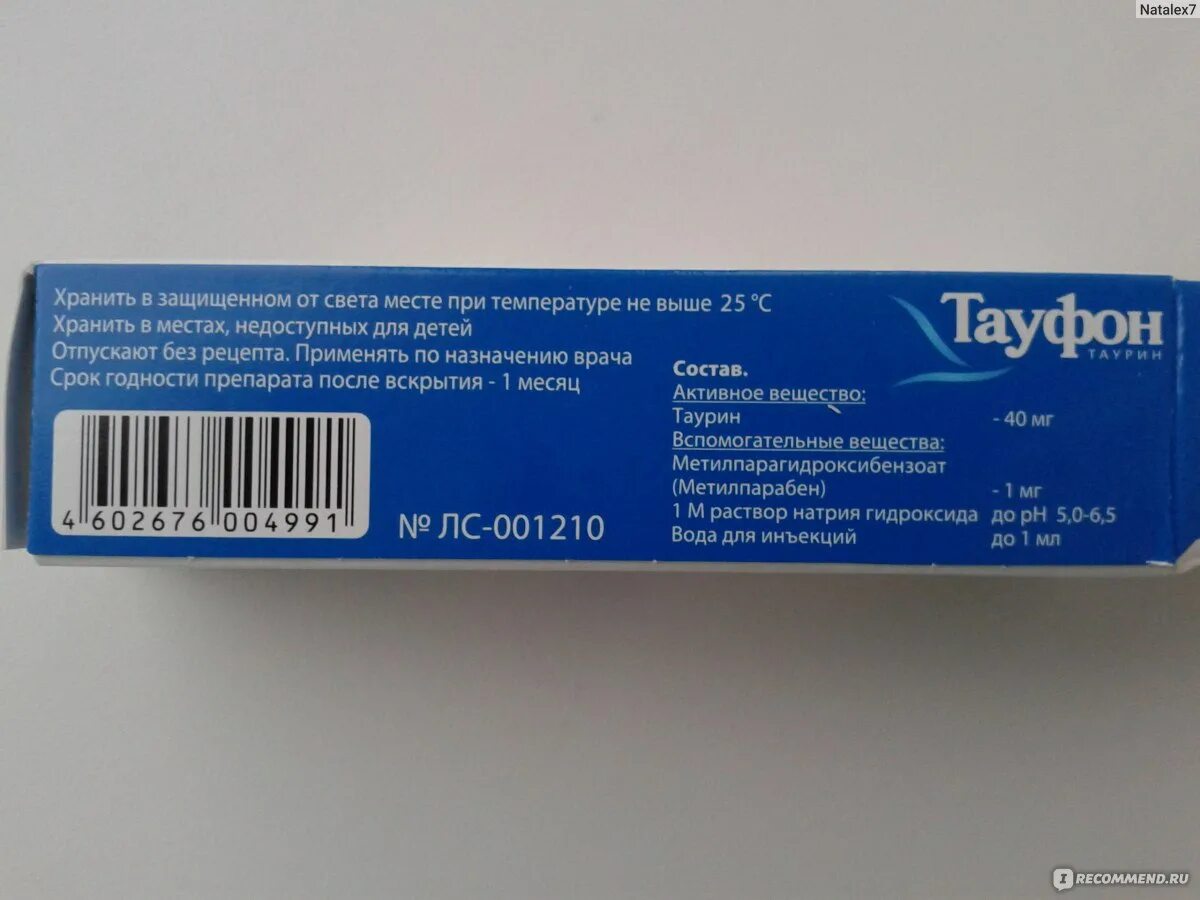 Natalex7
Хранить в защищенном от света месте при температуре не выше 25 °C
Хранить в местах, недоступных для детей
Отпускают без рецепта. Применять по назначению врача
Срок годности препарата после вскрытия - 1 месяц
4 602676 004991
№ ЛС-001210
Тауфон
ТАУРИН
Состав.
Активное вещество:
Таурин - 40 мг
Вспомогательные вещества:
Метилпарагидроксибензоат
(Метилпарабен) - 1 мг
1 М раствор натрия гидроксида до pH 5,0-6,5
Вода для инъекций до 1 мл
IRECOMMEND.RU